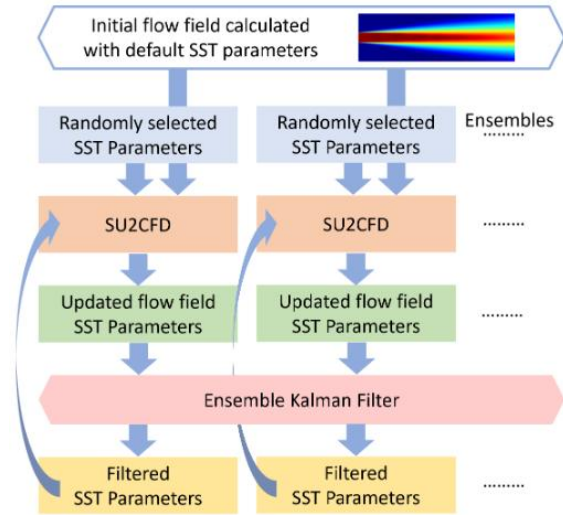 Initial flow field calculated
with default SST parameters
Randomly selected
SST Parameters
Randomly selected
SST Parameters
Ensembles
.........
SU2CFD
SU2CFD
.........
Updated flow field
SST Parameters
Updated flow field
SST Parameters
.........
Ensemble Kalman Filter
Filtered
SST Parameters
Filtered
SST Parameters
.........